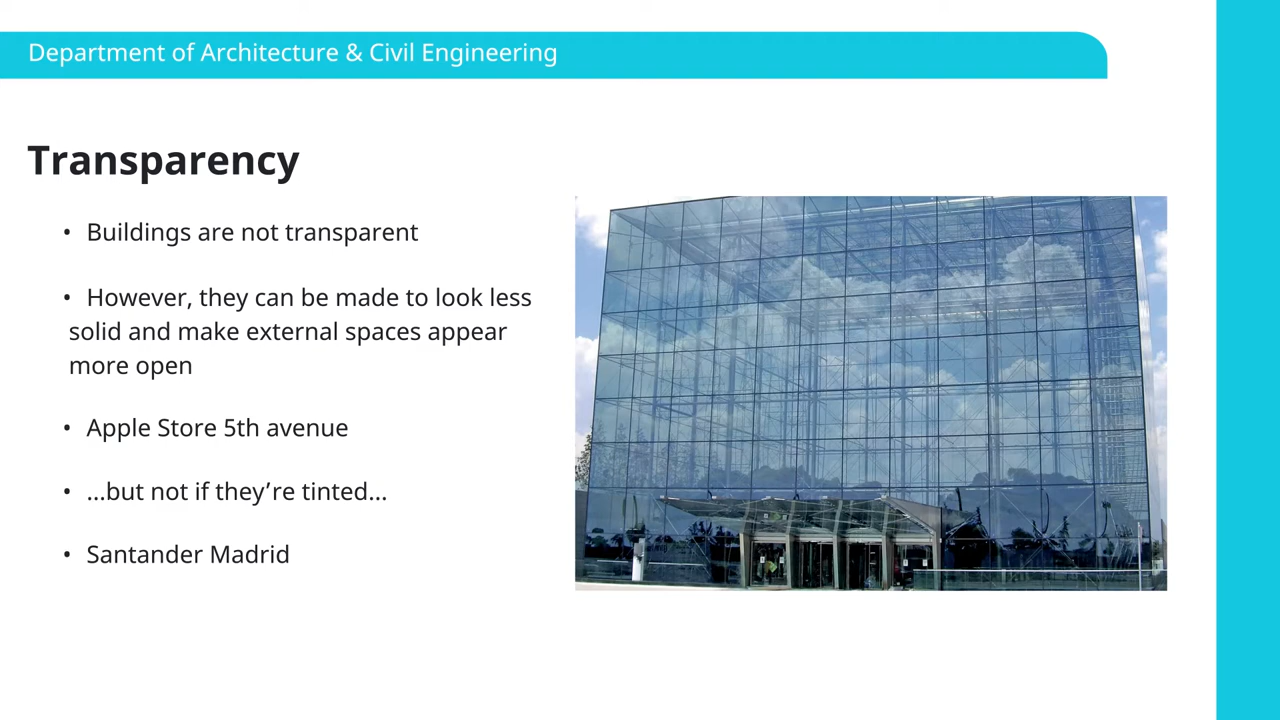 Department of Architecture & Civil Engineering
Transparency
• Buildings are not transparent
• However, they can be made to look less
solid and make external spaces appear
more open
• Apple Store 5th avenue
• ...but not if they’re tinted...
• Santander Madrid